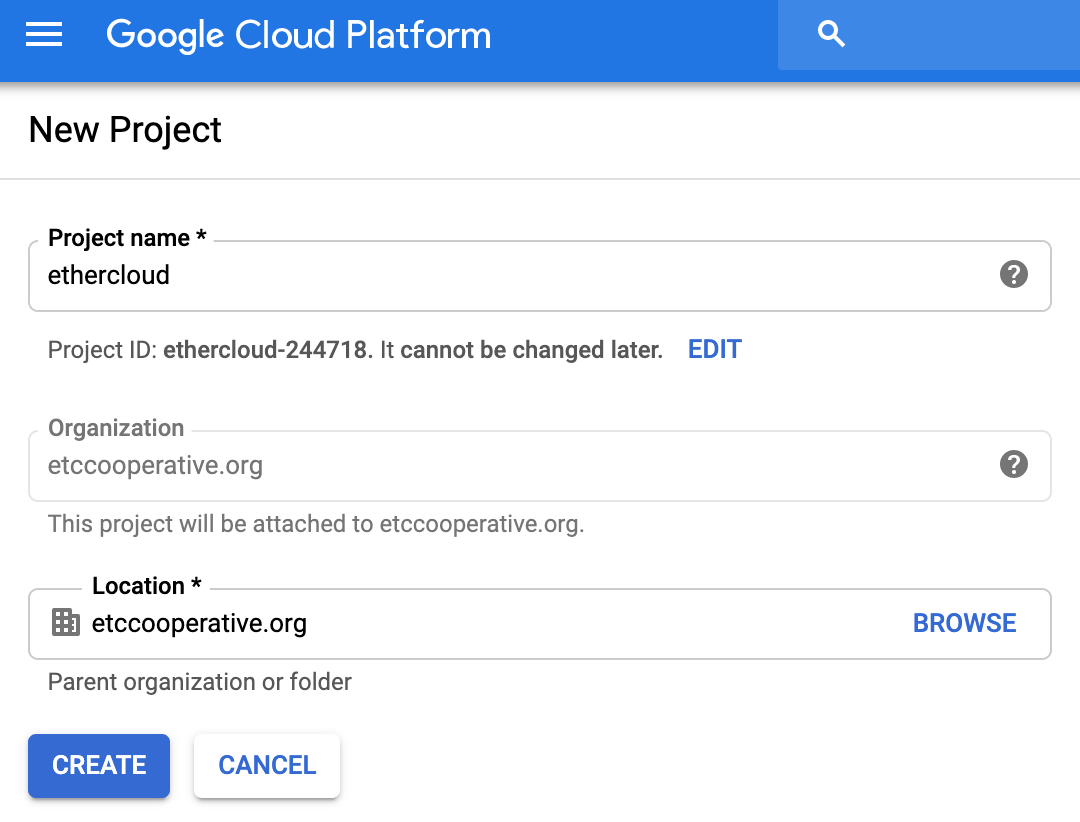 Google Cloud Platform
New Project
Project name *
ethercloud
Project ID: ethercloud-244718. It cannot be changed later. EDIT
Organization
etccooperative.org
This project will be attached to etccooperative.org.
Location *
etccooperative.org BROWSE
Parent organization or folder
CREATE CANCEL